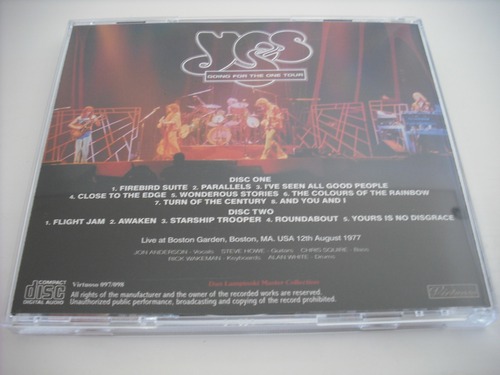 YES
GOING FOR THE ONE TOUR
DISC ONE
1. FIREBIRD SUITE 2. PARALLELS 3. I'VE SEEN ALL GOOD PEOPLE
4. CLOSE TO THE EDGE 5. WONDEROUS STORIES 6. THE COLOURS OF THE RAINBOW
7. TURN OF THE CENTURY 8. AND YOU AND I
DISC TWO
1. FLIGHT JAM 2. AWAKEN 3. STARSHIP TROOPER 4. ROUNDABOUT 5. YOURS IS NO DISGRACE
Live at Boston Garden, Boston, MA. USA 12th August 1977
JON ANDERSON - Vocals STEVE HOWE - Guitars CHRIS SQUIRE - Bass
RICK WAKEMAN - Keyboards ALAN WHITE - Drums
COMPACT disc DIGITAL AUDIO
Virtuoso 097/098
Master Collection
All rights of the manufacturer and the owner of the recorded works are reserved.
Unauthorized public performance, broadcasting and copying of the record prohibited.
Virtuoso